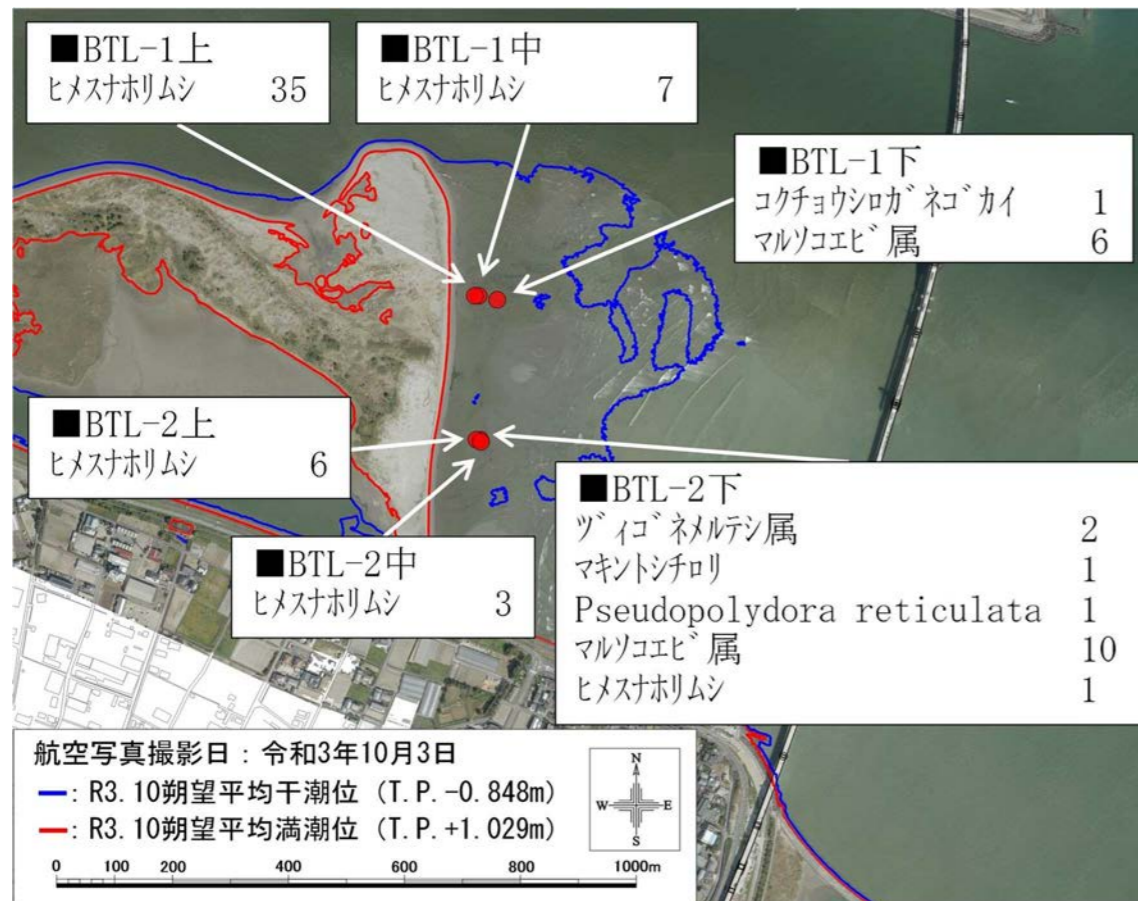 ■BTL-1上
ヒメスナホリムシ 35
■BTL-1中
ヒメスナホリムシ 7
■BTL-1下
コクチョウシロガネゴカイ 1
マルソコエビ属 6
■BTL-2上
ヒメスナホリムシ 6
■BTL-2中
ヒメスナホリムシ 3
■BTL-2下
ヅィゴネメルテシ属 2
マキントシチロリ 1
Pseudopolydora reticulata 1
マルソコエビ属 10
ヒメスナホリムシ 1
航空写真撮影日：令和3年10月3日
：R3.10朔望平均干潮位（T.P.-0.848m）
：R3.10朔望平均満潮位（T.P.+1.029m）
N
W E
S
0 100 200 400 600 800 1000m